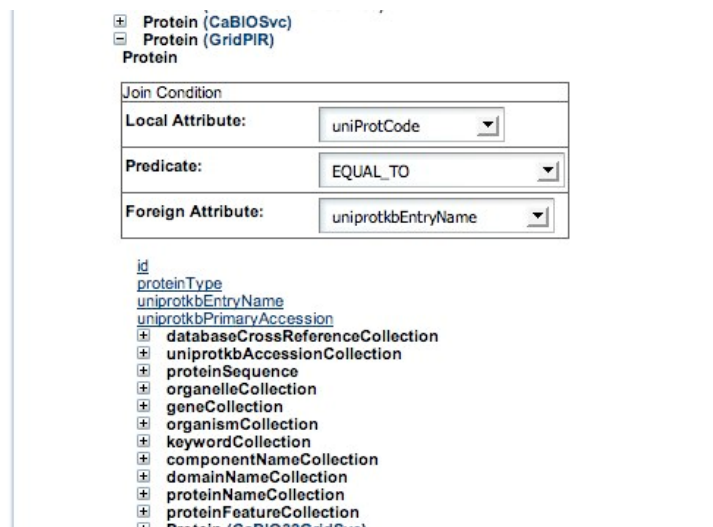 Protein (CaBIOSvc)
Protein (GridPIR)
Protein
Join Condition
Local Attribute: uniProtCode
Predicate: EQUAL_TO
Foreign Attribute: uniprotkbEntryName
id
proteinType
uniprotkbEntryName
uniprotkbPrimaryAccession
databaseCrossReferenceCollection
uniprotkbAccessionCollection
proteinSequence
organelleCollection
geneCollection
organismCollection
keywordCollection
componentNameCollection
domainNameCollection
proteinNameCollection
proteinFeatureCollection